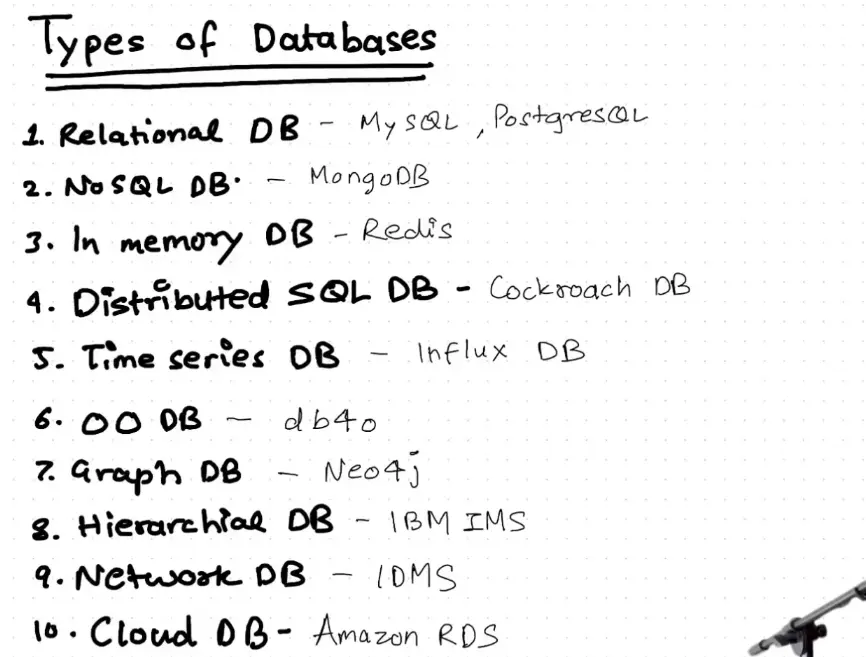 Types of Databases
1. Relational DB - MySQL, PostgresQL
2. NoSQL DB. - MongoDB
3. In memory DB - Redis
4. Distributed SQL DB - Cockroach DB
5. Time series DB - Influx DB
6. OO DB - db4o
7. Graph DB - Neo4j
8. Hierarchial DB - IBM IMS
9. Network DB - IDMS
10. Cloud DB - Amazon RDS